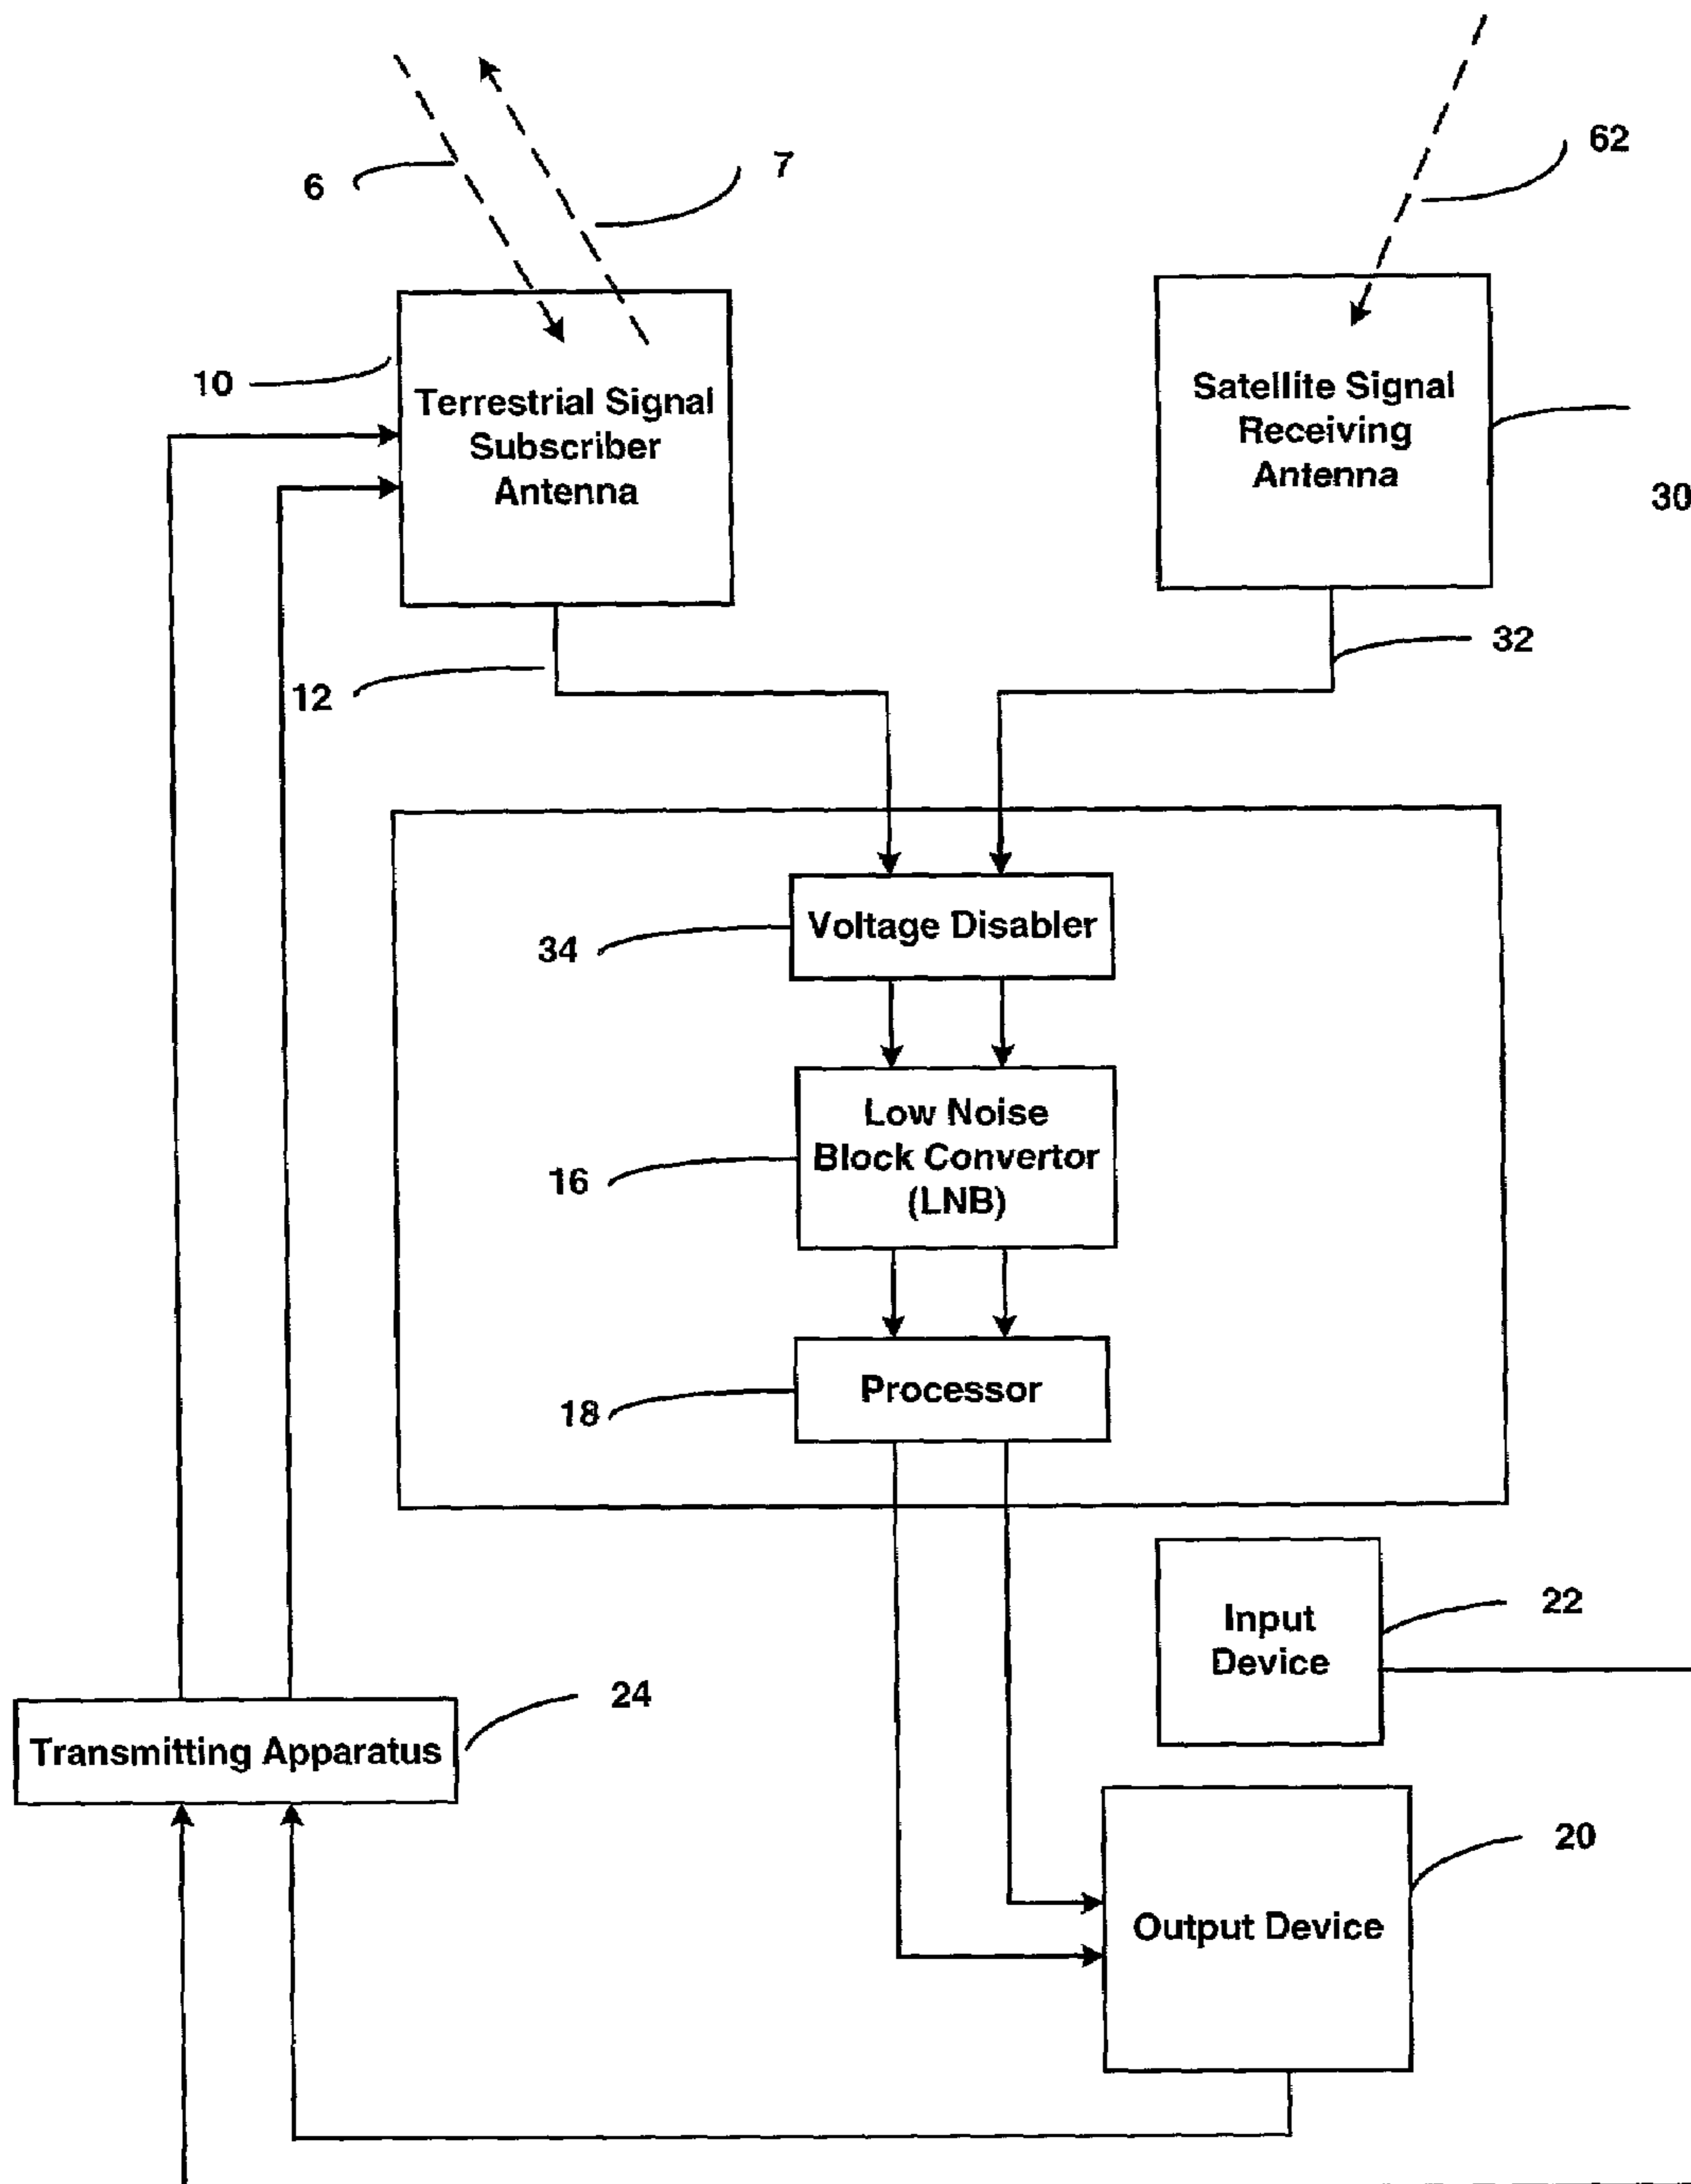 62
6
7
10
Terrestrial Signal
Subscriber
Antenna
Satellite Signal
Receiving
Antenna
30
12
32
Voltage Disabler
34
Low Noise
Block Convertor
(LNB)
16
Processor
18
Input
Device
22
24
Transmitting Apparatus
20
Output Device